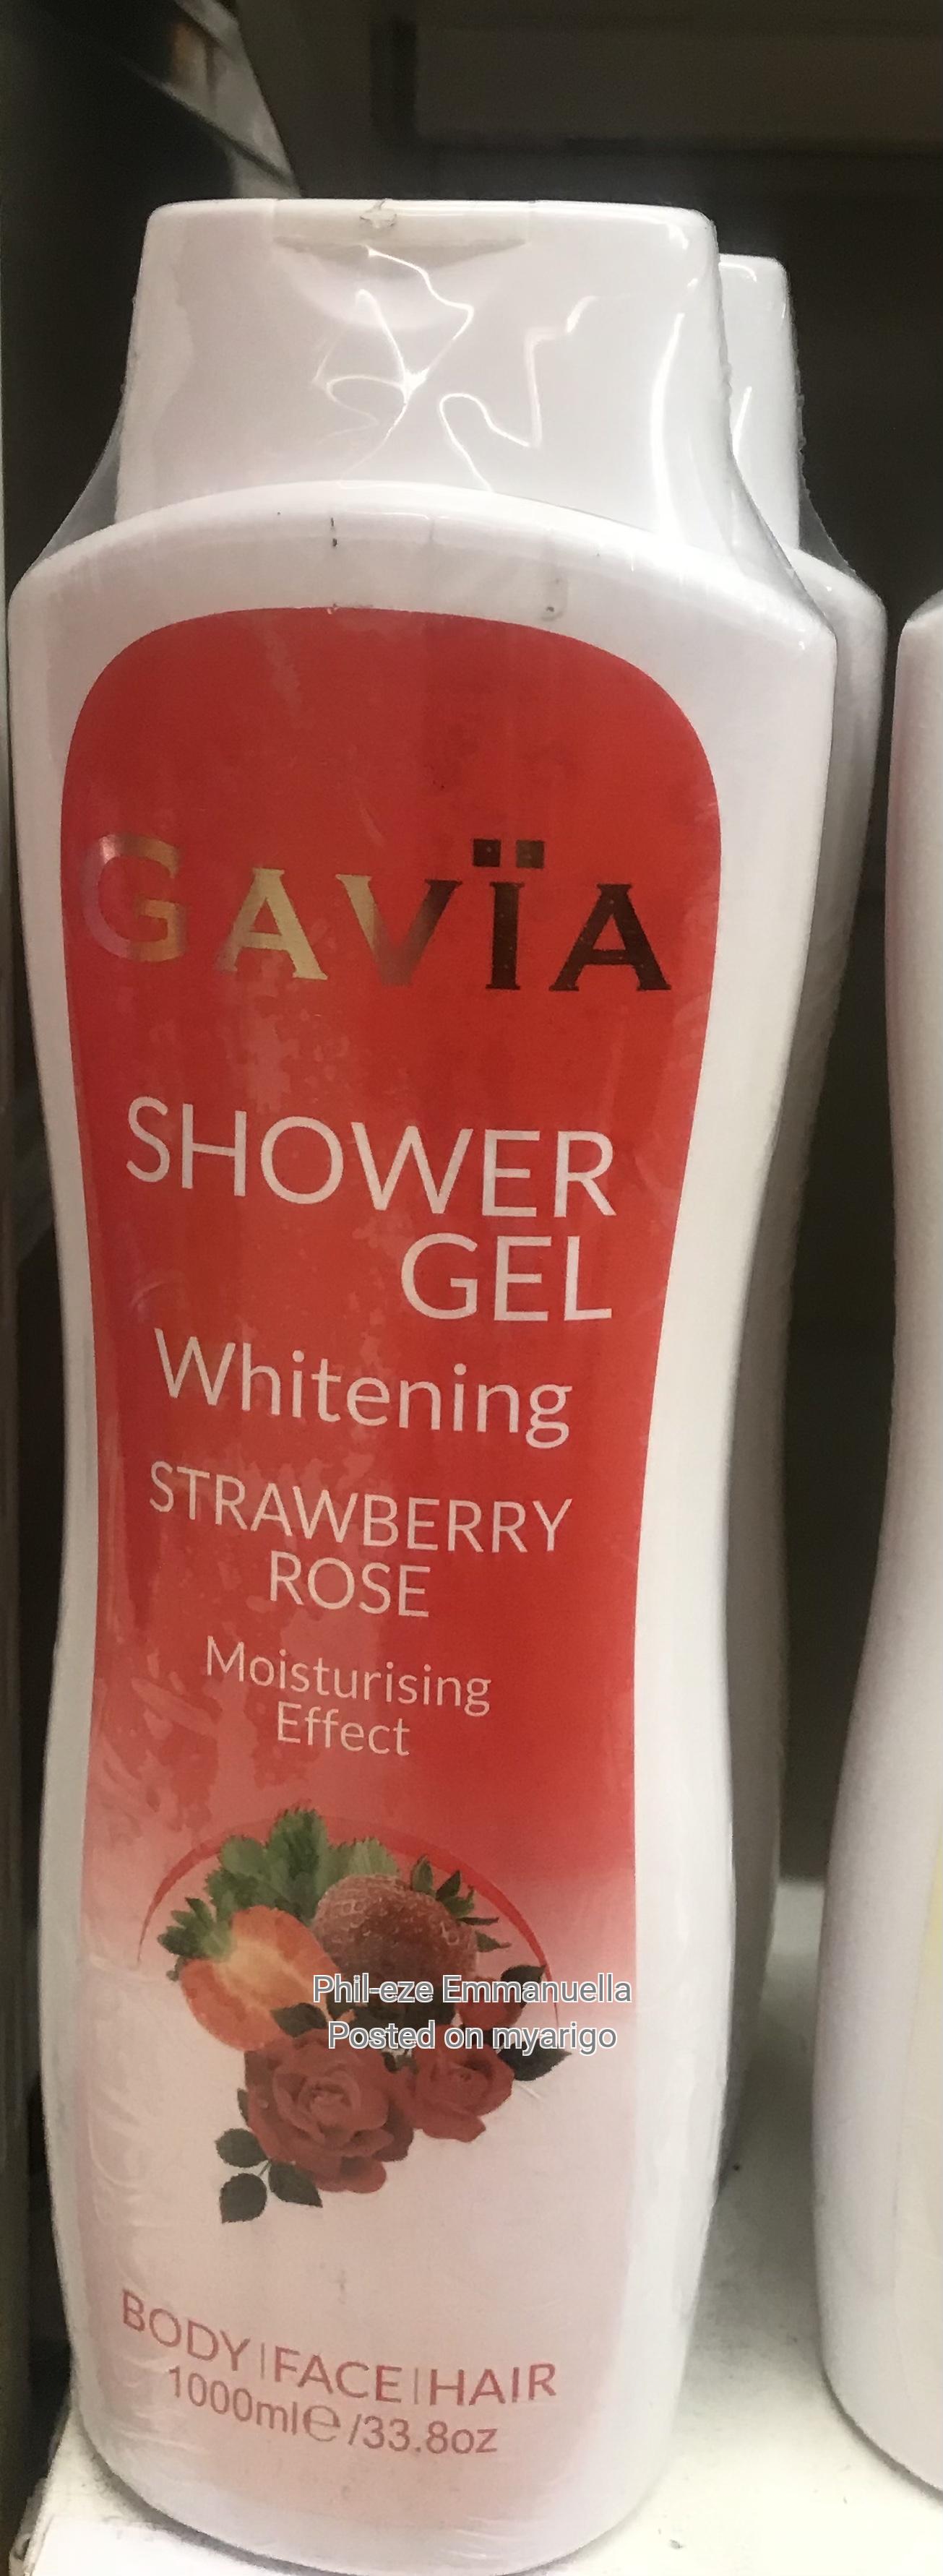 GAVÏA
SHOWER
GEL
Whitening
STRAWBERRY
ROSE
Moisturising
Effect
Phil-eze Emmanuella
Posted on myarigo
BODY|FACE|HAIR
1000ml℮/33.8oz